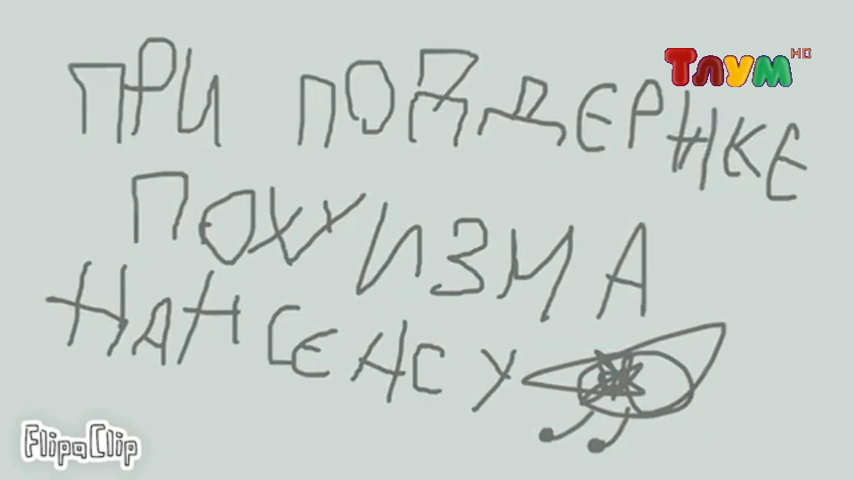 Тлум HD
ПРИ ПОДДЕРЖКЕ
ПОХУИЗМА
НАНСЕНСУ
FlipaClip